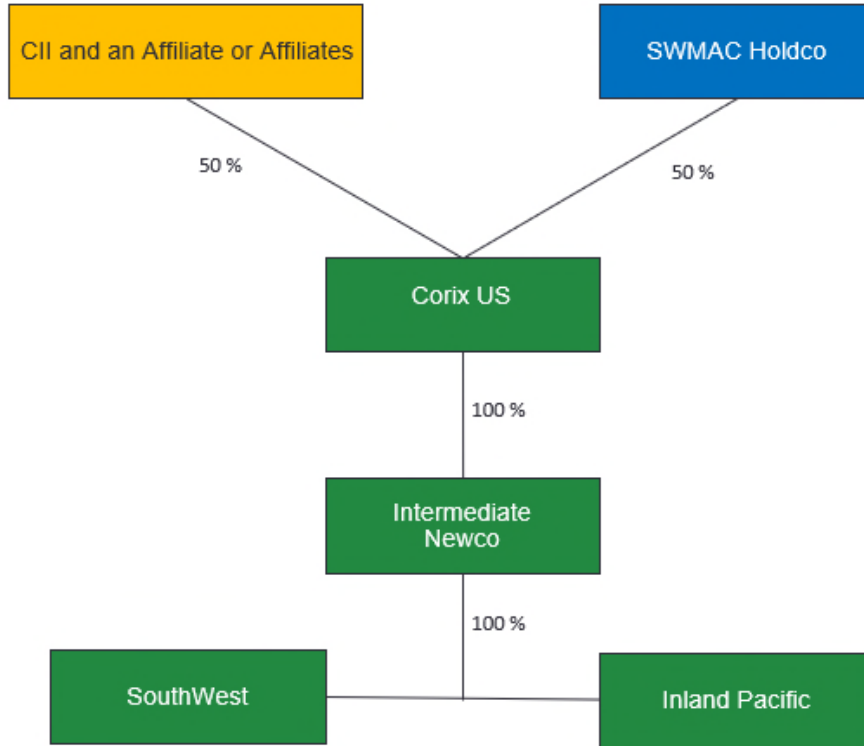 CII and an Affiliate or Affiliates
SWMAC Holdco
50 %
50 %
Corix US
100 %
Intermediate
Newco
100 %
SouthWest
Inland Pacific